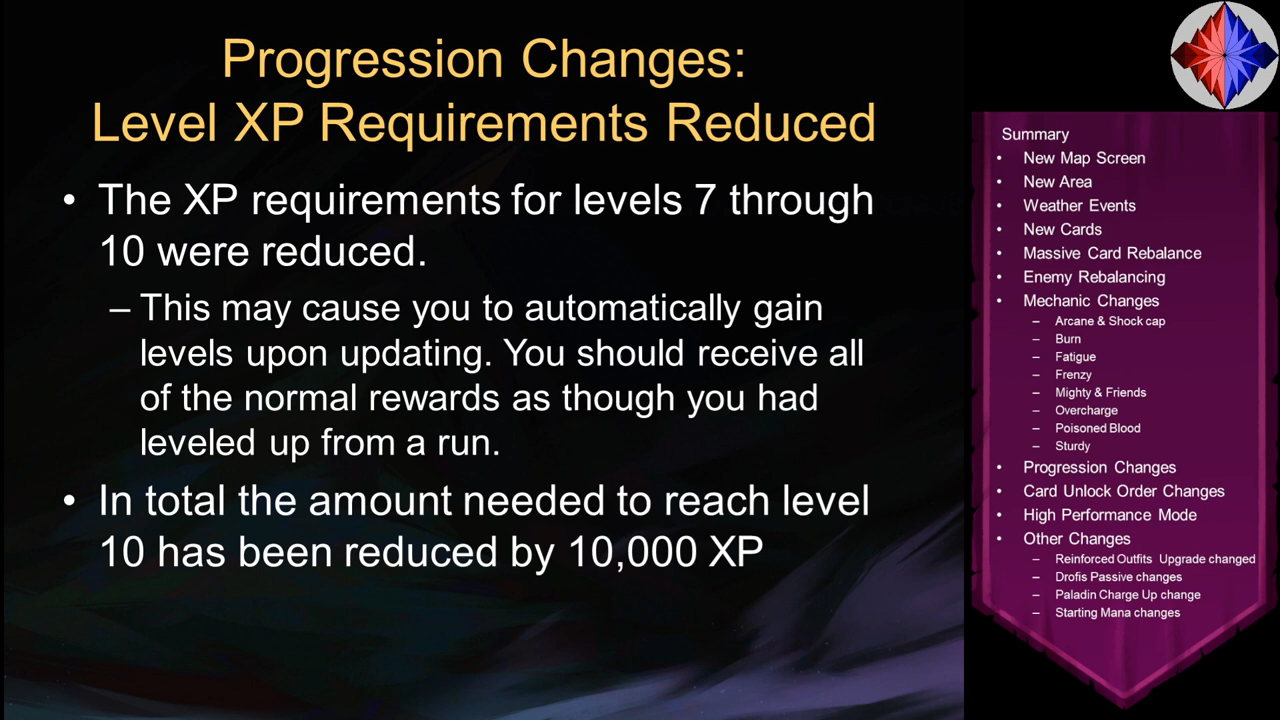 Progression Changes:
Level XP Requirements Reduced
• The XP requirements for levels 7 through
10 were reduced.
– This may cause you to automatically gain
levels upon updating. You should receive all
of the normal rewards as though you had
leveled up from a run.
• In total the amount needed to reach level
10 has been reduced by 10,000 XP
Summary
• New Map Screen
• New Area
• Weather Events
• New Cards
• Massive Card Rebalance
• Enemy Rebalancing
• Mechanic Changes
– Arcane & Shock cap
– Burn
– Fatigue
– Frenzy
– Mighty & Friends
– Overcharge
– Poisoned Blood
– Sturdy
• Progression Changes
• Card Unlock Order Changes
• High Performance Mode
• Other Changes
– Reinforced Outfits Upgrade changed
– Drofis Passive changes
– Paladin Charge Up change
– Starting Mana changes